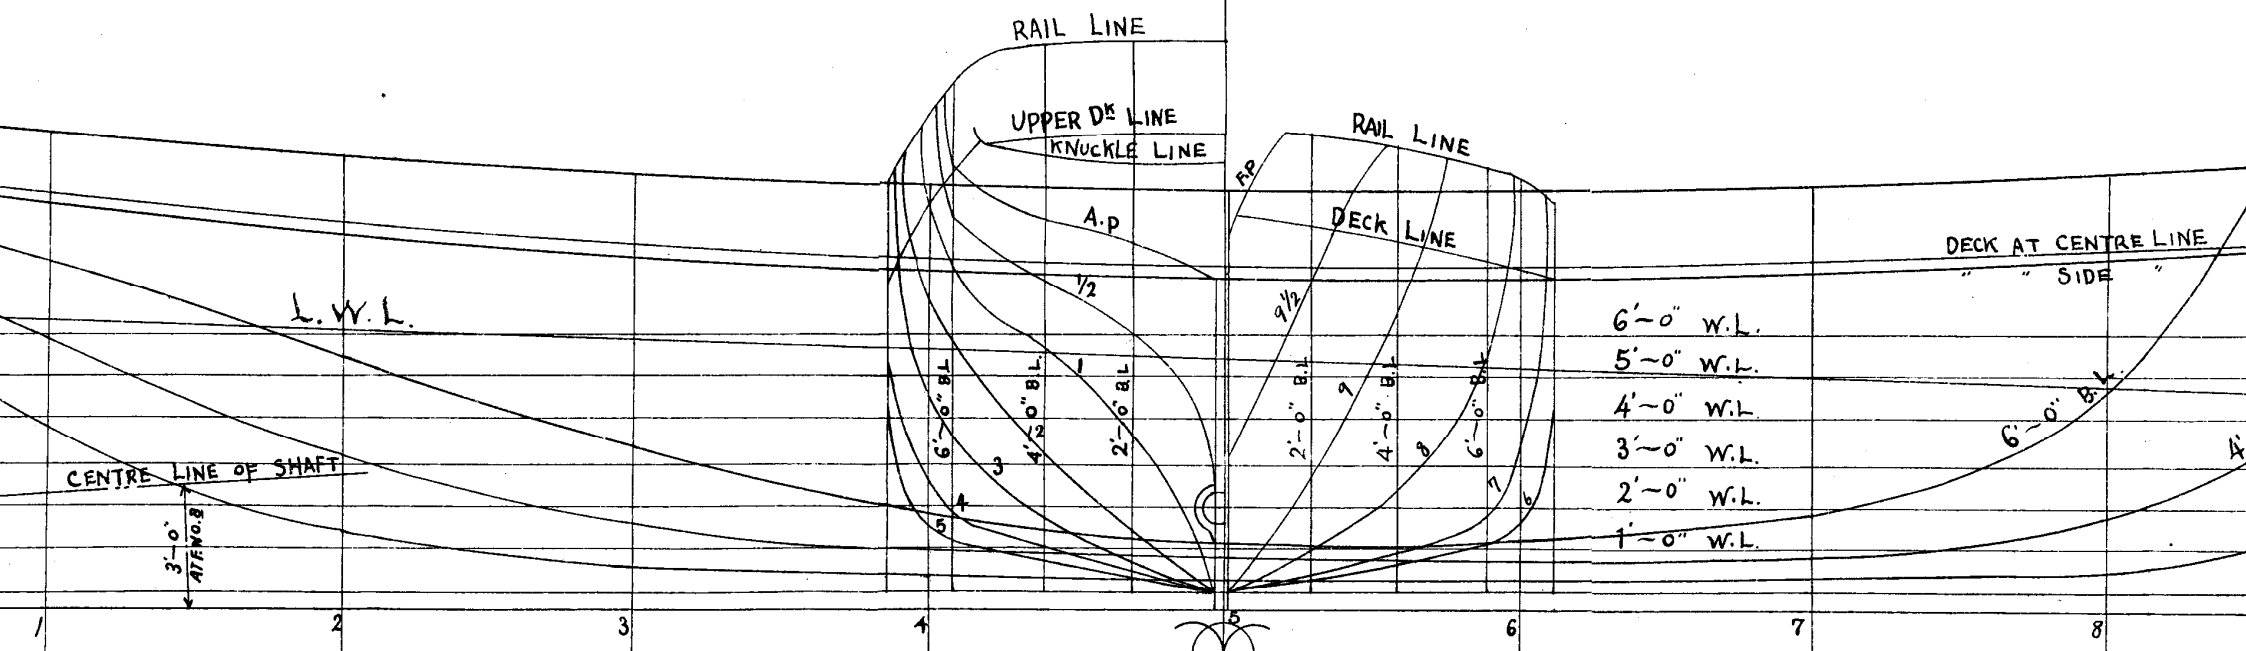 RAIL LINE
UPPER DK LINE
KNUCKLE LINE
RAIL LINE
F.P
A.P
DECK LINE
DECK AT CENTRE LINE
" " SIDE "
1/2
9 1/2
L.W.L.
6'~0" W.L.
5'~0" W.L.
4'~0" W.L.
3'~0" W.L.
2'~0" W.L.
1'~0" W.L.
6'~0" B.L.
4'~0" B.L.
2'~0" B.L
2'~0" B.L
4'~0" B.L
6'~0" B.L
6'~0" B.L.
4'
1
2
3
4
5
9
8
7
6
CENTRE LINE OF SHAFT
3'~0"
AT F.NO.8
1
2
3
4
5
6
7
8